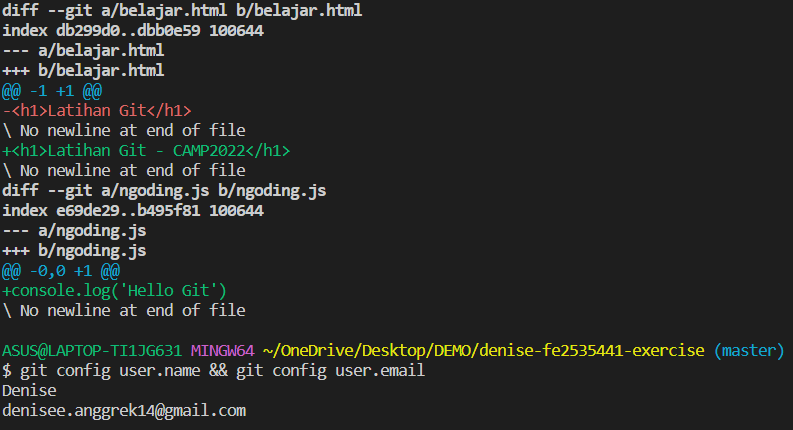 diff --git a/belajar.html b/belajar.html
index db299d0..dbb0e59 100644
--- a/belajar.html
+++ b/belajar.html
@@ -1 +1 @@
-<h1>Latihan Git</h1>
\ No newline at end of file
+<h1>Latihan Git - CAMP2022</h1>
\ No newline at end of file
diff --git a/ngoding.js b/ngoding.js
index e69de29..b495f81 100644
--- a/ngoding.js
+++ b/ngoding.js
@@ -0,0 +1 @@
+console.log('Hello Git')
\ No newline at end of file
ASUS@LAPTOP-TI1JG631 MINGW64 ~/OneDrive/Desktop/DEMO/denise-fe2535441-exercise (master)
$ git config user.name && git config user.email
Denise
denisee.anggrek14@gmail.com